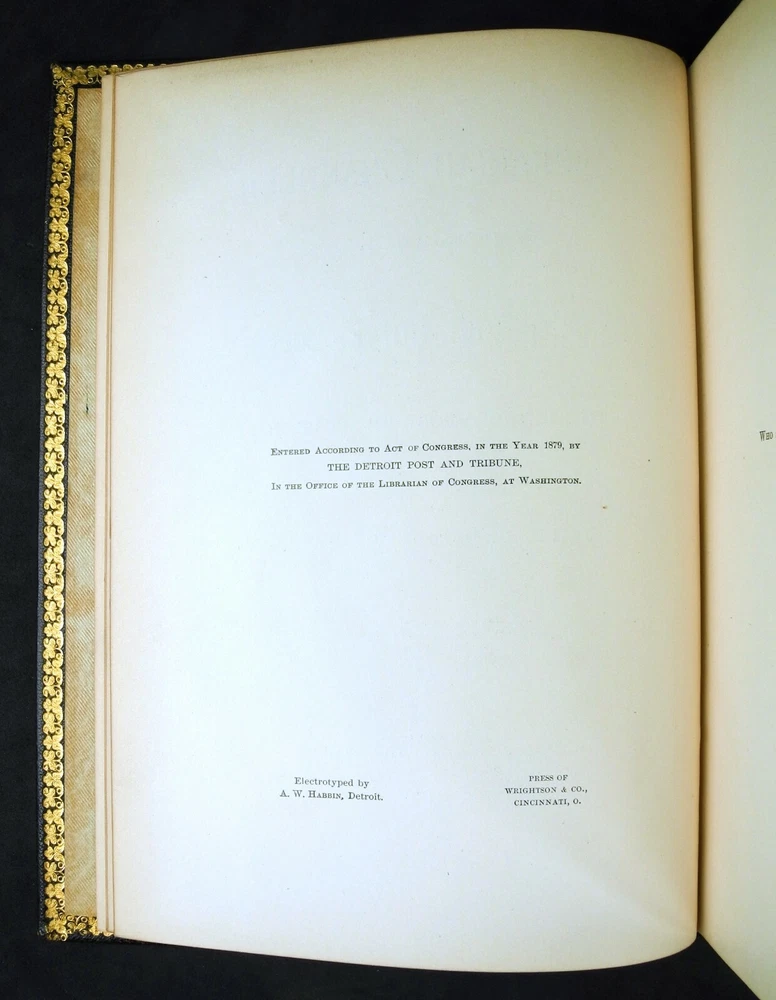 Entered According to Act of Congress, in the Year 1879, by
THE DETROIT POST AND TRIBUNE,
In the Office of the Librarian of Congress, at Washington.
Electrotyped by
A. W. Habbin, Detroit.
PRESS OF
WRIGHTSON & CO.,
CINCINNATI, O.
Who